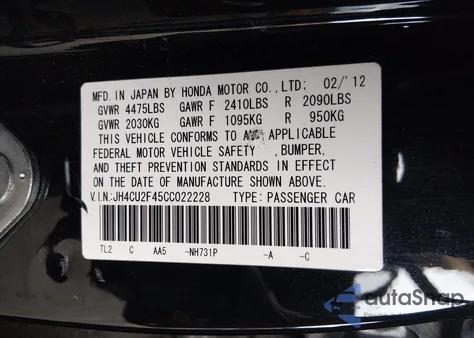 MFD. IN JAPAN BY HONDA MOTOR CO.,LTD: 02/'12
GVWR 4475LBS GAWR F 2410LBS R 2090LBS
GVWR 2030KG GAWR F 1095KG R 950KG
THIS VEHICLE CONFORMS TO APPLICABLE
FEDERAL MOTOR VEHICLE SAFETY ,BUMPER,
AND THEFT PREVENTION STANDARDS IN EFFECT
ON THE DATE OF MANUFACTURE SHOWN ABOVE.
V.I.N:JH4CU2F45CC022228 TYPE: PASSENGER CAR
TL2 C AA5 -NH731P -A -C
autoSnap